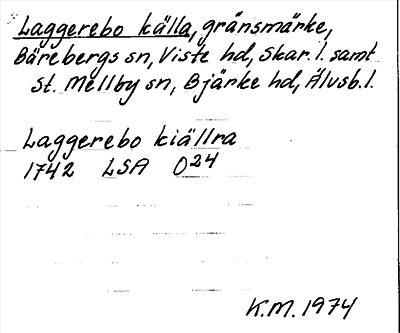 Laggerebo källa, gränsmärke,
Bärebergs sn, Viste hd, Skar. l. samt
St. Mellby sn, Bjärke hd, Älvsb. l.
Laggerebo kiällra
1742 LSA O24
K.M. 1974